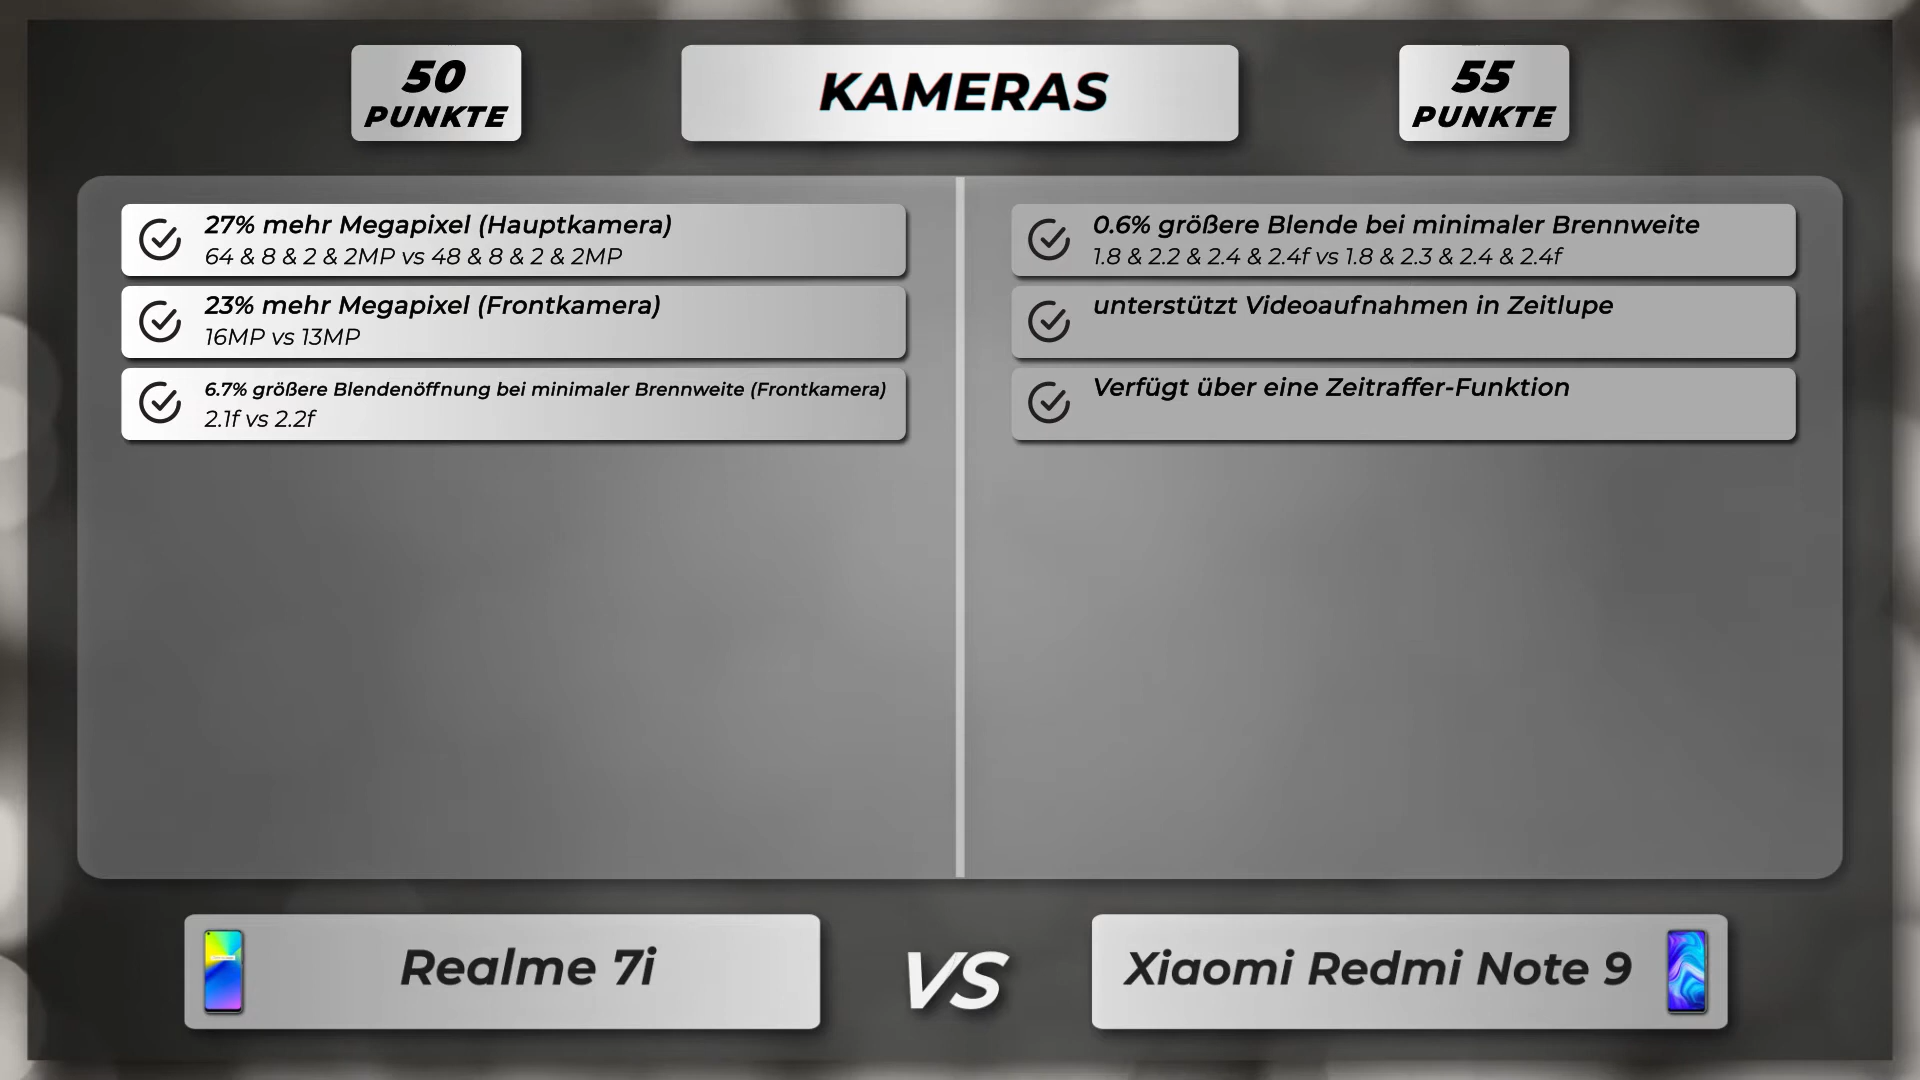 50
PUNKTE
KAMERAS
55
PUNKTE
27% mehr Megapixel (Hauptkamera)
64 & 8 & 2 & 2MP vs 48 & 8 & 2 & 2MP
23% mehr Megapixel (Frontkamera)
16MP vs 13MP
6.7% größere Blendenöffnung bei minimaler Brennweite (Frontkamera)
2.1f vs 2.2f
0.6% größere Blende bei minimaler Brennweite
1.8 & 2.2 & 2.4 & 2.4f vs 1.8 & 2.3 & 2.4 & 2.4f
unterstützt Videoaufnahmen in Zeitlupe
Verfügt über eine Zeitraffer-Funktion
Realme 7i
VS
Xiaomi Redmi Note 9